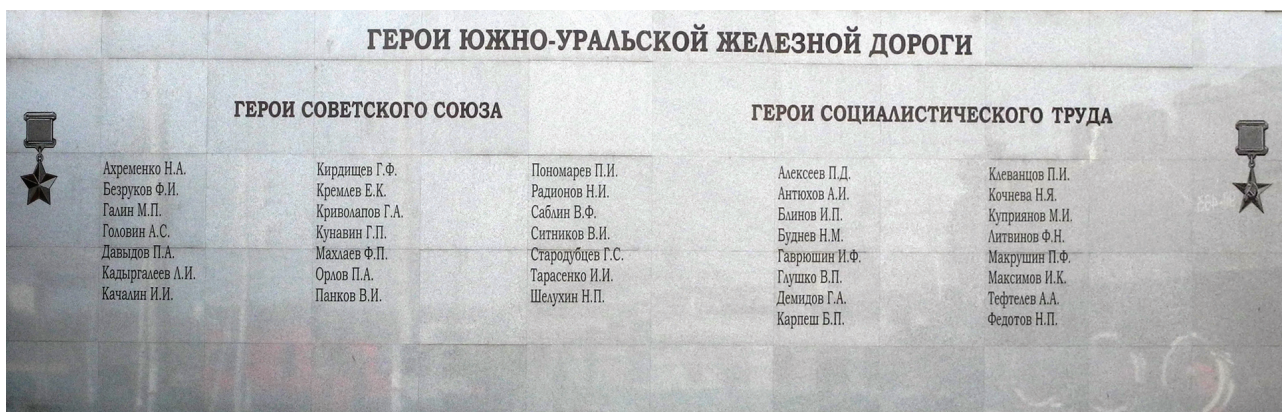 ГЕРОИ ЮЖНО-УРАЛЬСКОЙ ЖЕЛЕЗНОЙ ДОРОГИ
ГЕРОИ СОВЕТСКОГО СОЮЗА
Ахременко Н.А.
Безруков Ф.И.
Галин М.П.
Головин А.С.
Давыдов П.А.
Кадыргалеев Л.И.
Качалин И.И.
Кирдищев Г.Ф.
Кремлев Е.К.
Криволапов Г.А.
Кунавин Г.П.
Махлаев Ф.П.
Орлов П.А.
Панков В.И.
Пономарев П.И.
Радионов Н.И.
Саблин В.Ф.
Ситников В.И.
Стародубцев Г.С.
Тарасенко И.И.
Шелухин Н.П.
ГЕРОИ СОЦИАЛИСТИЧЕСКОГО ТРУДА
Алексеев П.Д.
Антюхов А.И.
Блинов И.П.
Буднев Н.М.
Гаврюшин И.Ф.
Глушко В.П.
Демидов Г.А.
Карпеш Б.П.
Клеванцов П.И.
Кочнева Н.Я.
Куприянов М.И.
Литвинов Ф.Н.
Макрушин П.Ф.
Максимов И.К.
Тефтелев А.А.
Федотов Н.П.